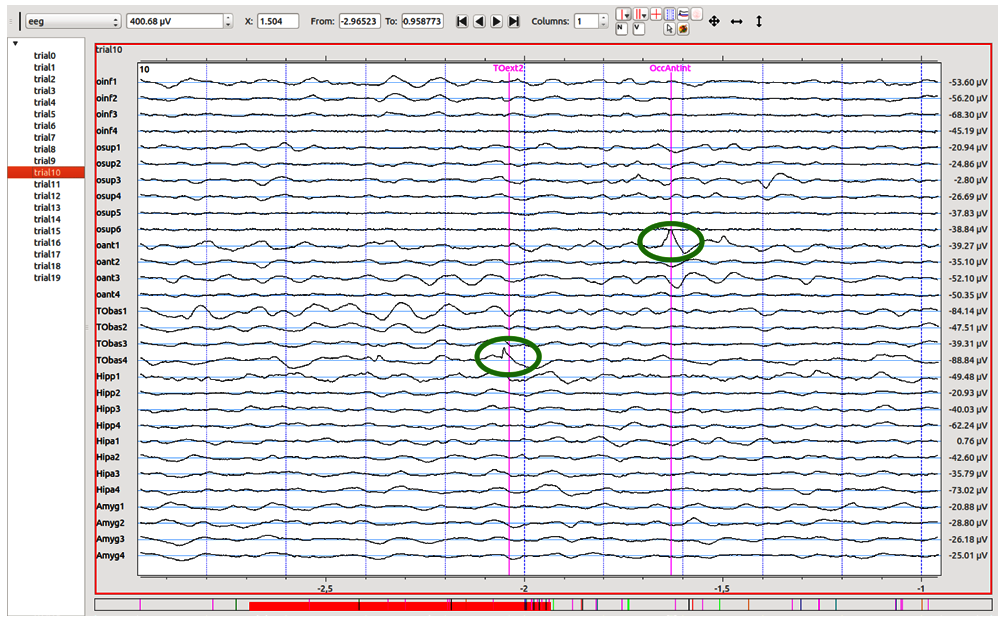 eeg 400.68 µV X: 1.504 From: -2.96523 To: 0.958773 Columns: 1
N V
trial0
trial1
trial2
trial3
trial4
trial5
trial6
trial7
trial8
trial9
trial10
trial11
trial12
trial13
trial14
trial15
trial16
trial17
trial18
trial19
trial10
10 TOext2 OccAntInt
oinf1 -53.60 µV
oinf2 -56.20 µV
oinf3 -68.30 µV
oinf4 -45.19 µV
osup1 -20.94 µV
osup2 -24.86 µV
osup3 -2.80 µV
osup4 -26.69 µV
osup5 -37.83 µV
osup6 -38.84 µV
oant1 -39.27 µV
oant2 -35.10 µV
oant3 -52.10 µV
oant4 -50.35 µV
TObas1 -84.14 µV
TObas2 -47.51 µV
TObas3 -39.31 µV
TObas4 -88.84 µV
Hipp1 -49.48 µV
Hipp2 -20.93 µV
Hipp3 -40.03 µV
Hipp4 -62.24 µV
Hipa1 0.76 µV
Hipa2 -42.60 µV
Hipa3 -35.79 µV
Hipa4 -73.02 µV
Amyg1 -20.88 µV
Amyg2 -28.80 µV
Amyg3 -26.18 µV
Amyg4 -25.01 µV
-2,5 -2 -1,5 -1